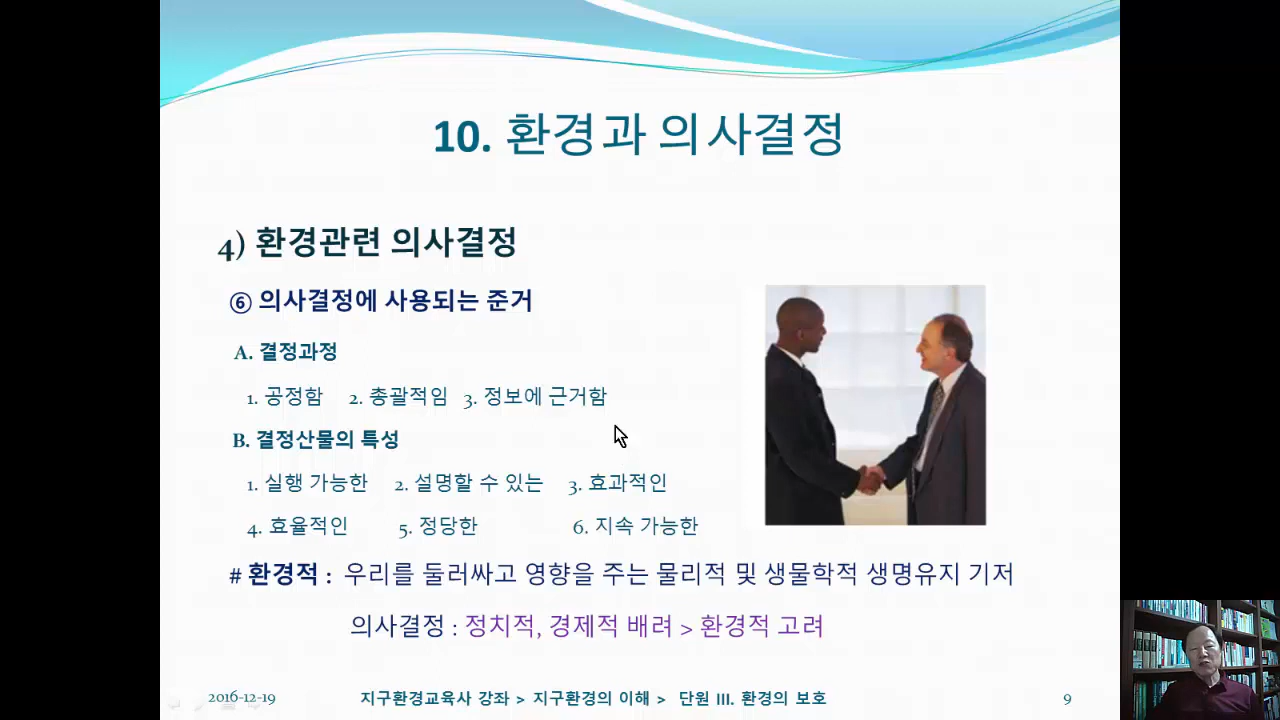 10. 환경과 의사결정
4) 환경관련 의사결정
⑥ 의사결정에 사용되는 준거
A. 결정과정
1. 공정함 2. 총괄적임 3. 정보에 근거함
B. 결정산물의 특성
1. 실행 가능한 2. 설명할 수 있는 3. 효과적인
4. 효율적인 5. 정당한 6. 지속 가능한
# 환경적 : 우리를 둘러싸고 영향을 주는 물리적 및 생물학적 생명유지 기저
의사결정 : 정치적, 경제적 배려 > 환경적 고려
2016-12-19 지구환경교육사 강좌 > 지구환경의 이해 > 단원 III. 환경의 보호 9